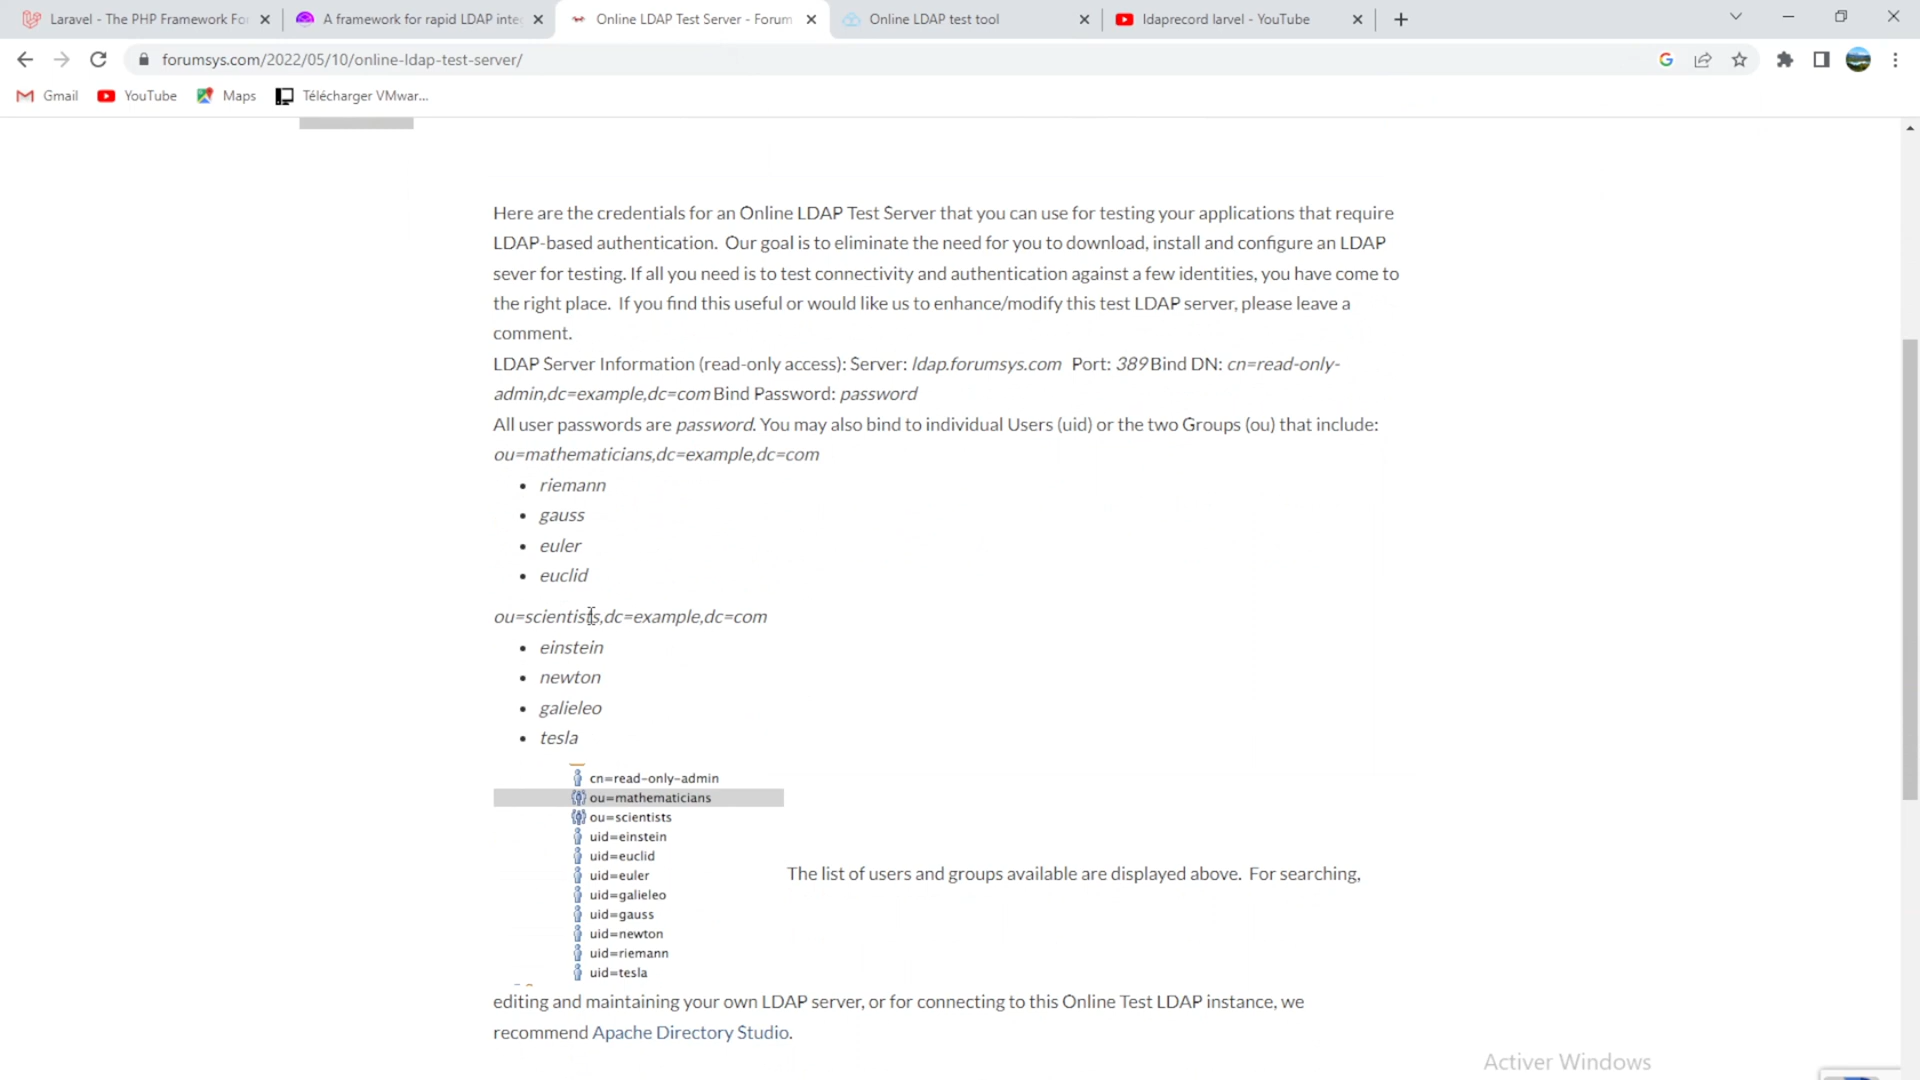 Laravel - The PHP Framework Fo
A framework for rapid LDAP inte
Online LDAP Test Server - Forum
Online LDAP test tool
ldaprecord larvel - YouTube
forumsys.com/2022/05/10/online-ldap-test-server/
Gmail
YouTube
Maps
Télécharger VMwar...
Here are the credentials for an Online LDAP Test Server that you can use for testing your applications that require
LDAP-based authentication. Our goal is to eliminate the need for you to download, install and configure an LDAP
sever for testing. If all you need is to test connectivity and authentication against a few identities, you have come to
the right place. If you find this useful or would like us to enhance/modify this test LDAP server, please leave a
comment.
LDAP Server Information (read-only access): Server: ldap.forumsys.com Port: 389 Bind DN: cn=read-only-
admin,dc=example,dc=com Bind Password: password
All user passwords are password. You may also bind to individual Users (uid) or the two Groups (ou) that include:
ou=mathematicians,dc=example,dc=com
• riemann
• gauss
• euler
• euclid
ou=scientists,dc=example,dc=com
• einstein
• newton
• galieleo
• tesla
cn=read-only-admin
ou=mathematicians
ou=scientists
uid=einstein
uid=euclid
uid=euler
The list of users and groups available are displayed above. For searching,
uid=galieleo
uid=gauss
uid=newton
uid=riemann
uid=tesla
editing and maintaining your own LDAP server, or for connecting to this Online Test LDAP instance, we
recommend Apache Directory Studio.
Activer Windows